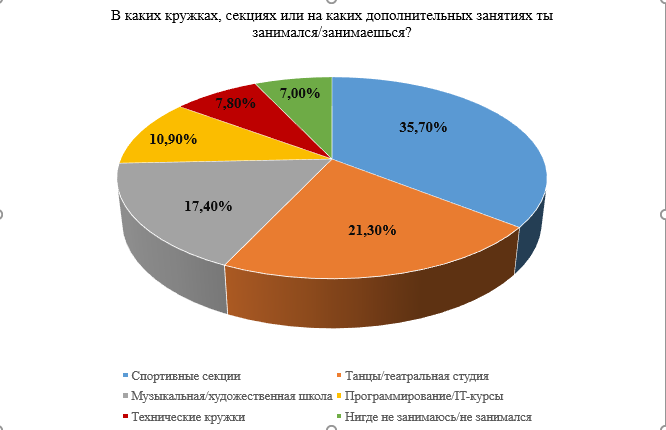 В каких кружках, секциях или на каких дополнительных занятиях ты
занимался/занимаешься?
7,80%
7,00%
35,70%
10,90%
17,40%
21,30%
Спортивные секции
Танцы/театральная студия
Музыкальная/художественная школа
Программирование/IT-курсы
Технические кружки
Нигде не занимаюсь/не занимался